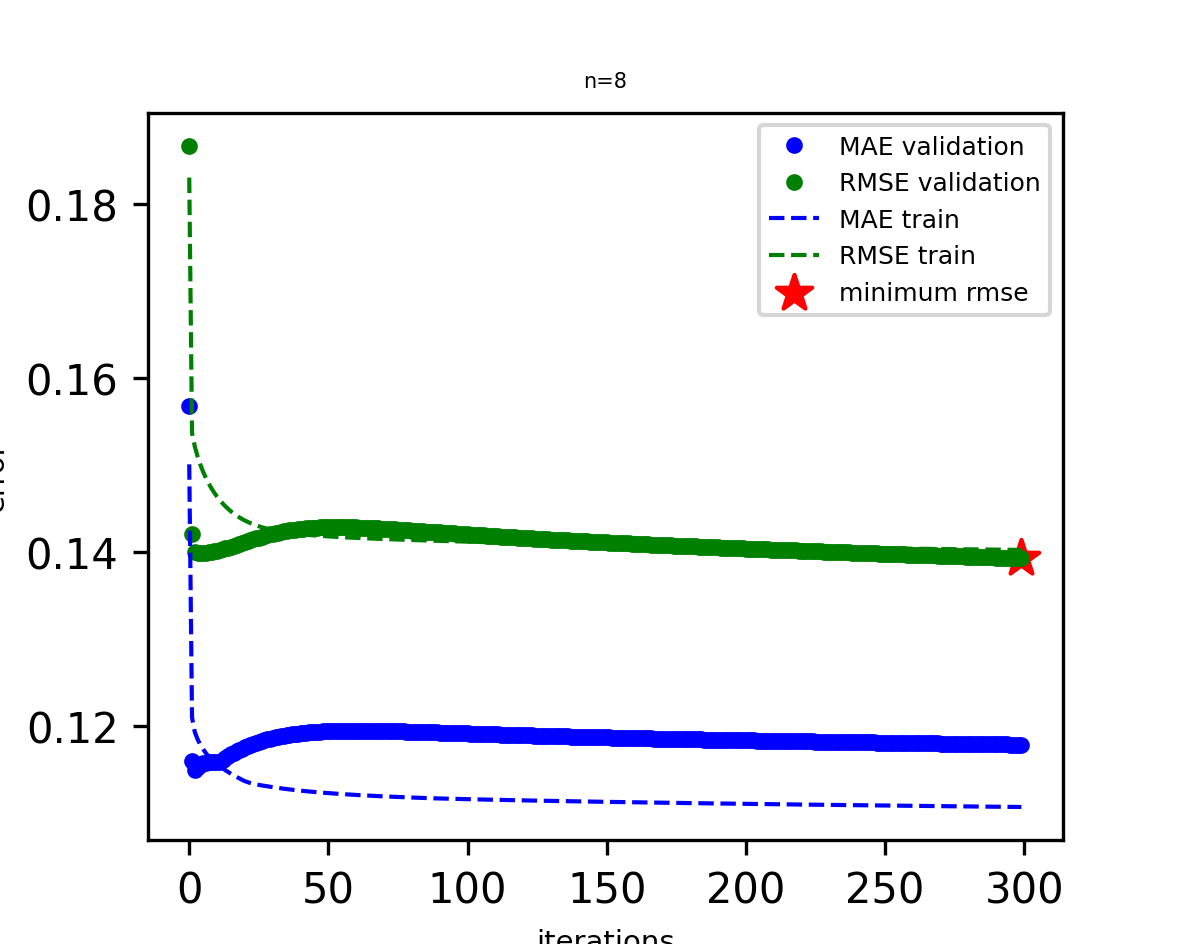 n=8
MAE validation
RMSE validation
MAE train
RMSE train
minimum rmse
0.18
0.16
0.14
0.12
0
50
100
150
200
250
300
iterations